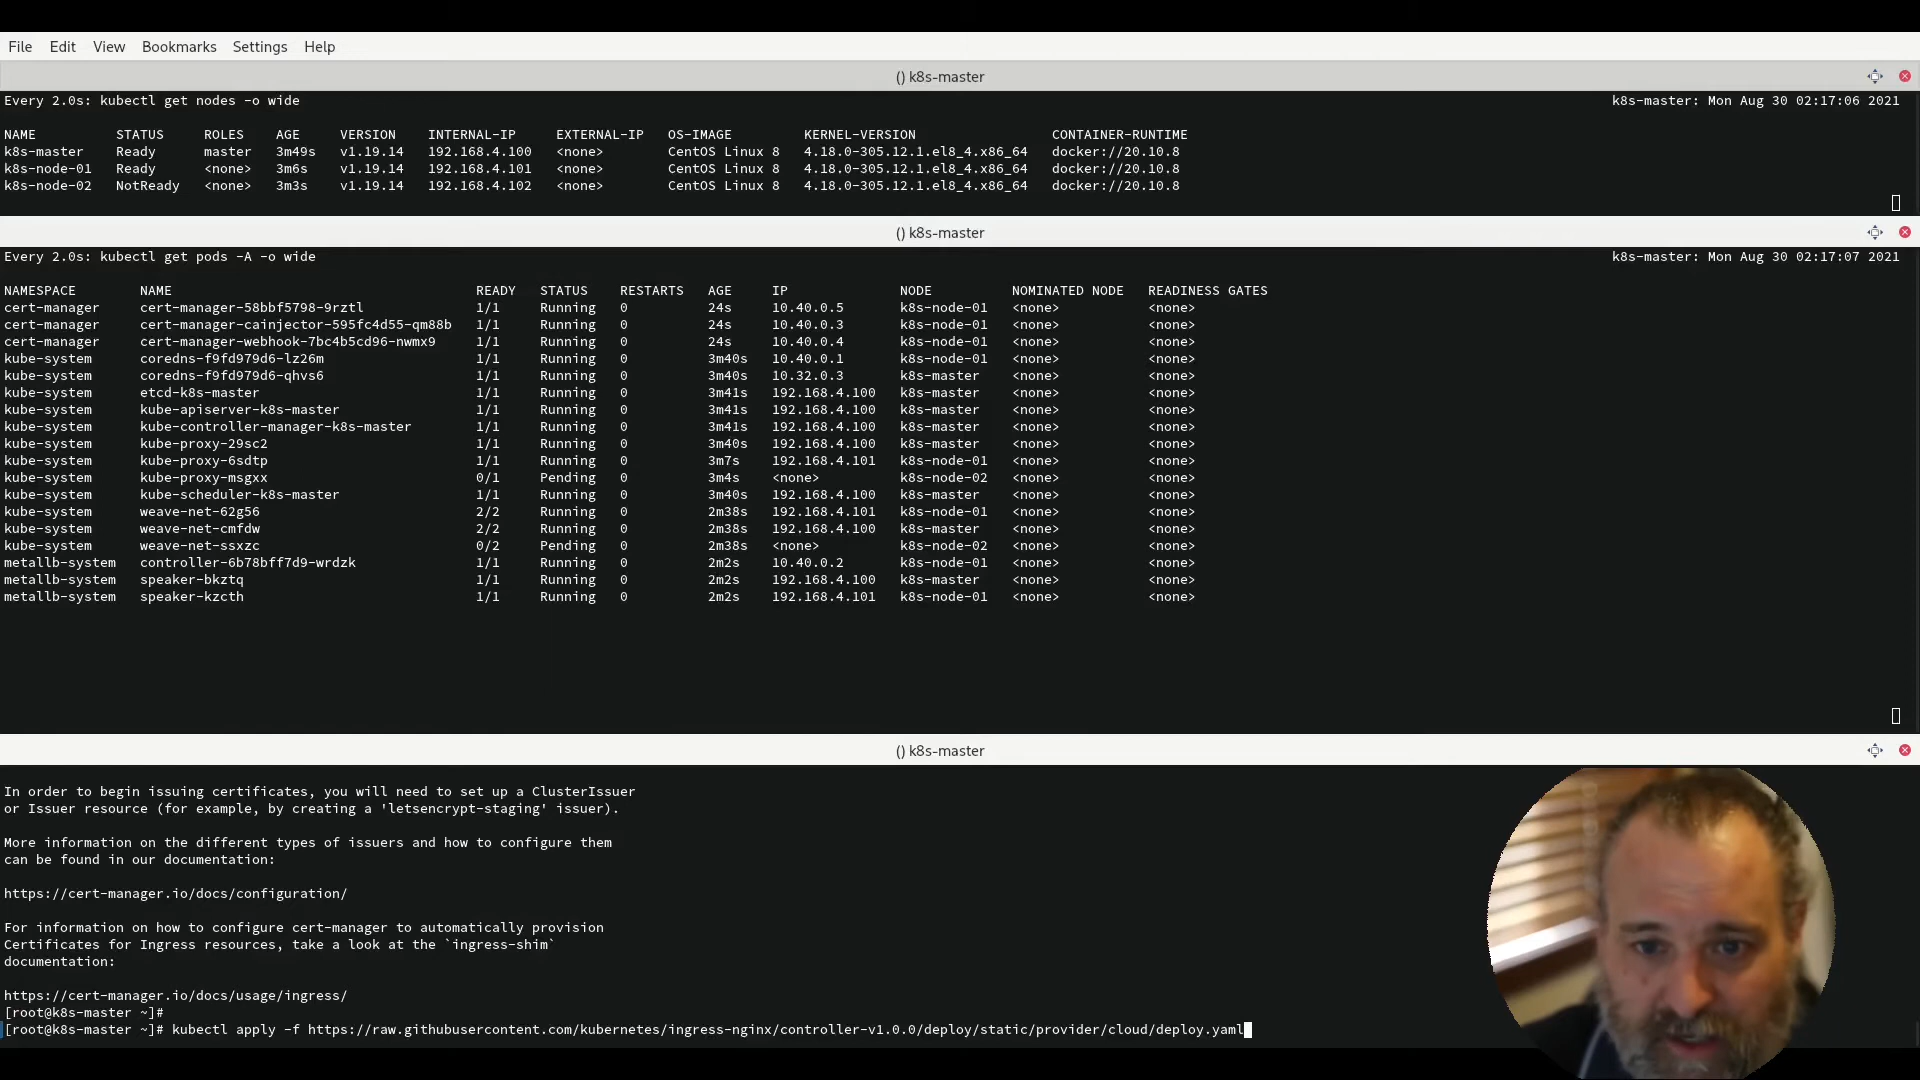 File Edit View Bookmarks Settings Help
() k8s-master
Every 2.0s: kubectl get nodes -o wide k8s-master: Mon Aug 30 02:17:06 2021
NAME STATUS ROLES AGE VERSION INTERNAL-IP EXTERNAL-IP OS-IMAGE KERNEL-VERSION CONTAINER-RUNTIME
k8s-master Ready master 3m49s v1.19.14 192.168.4.100 <none> CentOS Linux 8 4.18.0-305.12.1.el8_4.x86_64 docker://20.10.8
k8s-node-01 Ready <none> 3m6s v1.19.14 192.168.4.101 <none> CentOS Linux 8 4.18.0-305.12.1.el8_4.x86_64 docker://20.10.8
k8s-node-02 NotReady <none> 3m3s v1.19.14 192.168.4.102 <none> CentOS Linux 8 4.18.0-305.12.1.el8_4.x86_64 docker://20.10.8
() k8s-master
Every 2.0s: kubectl get pods -A -o wide k8s-master: Mon Aug 30 02:17:07 2021
NAMESPACE NAME READY STATUS RESTARTS AGE IP NODE NOMINATED NODE READINESS GATES
cert-manager cert-manager-58bbf5798-9rztl 1/1 Running 0 24s 10.40.0.5 k8s-node-01 <none> <none>
cert-manager cert-manager-cainjector-595fc4d55-qm88b 1/1 Running 0 24s 10.40.0.3 k8s-node-01 <none> <none>
cert-manager cert-manager-webhook-7bc4b5cd96-nwmx9 1/1 Running 0 24s 10.40.0.4 k8s-node-01 <none> <none>
kube-system coredns-f9fd979d6-lz26m 1/1 Running 0 3m40s 10.40.0.1 k8s-node-01 <none> <none>
kube-system coredns-f9fd979d6-qhvs6 1/1 Running 0 3m40s 10.32.0.3 k8s-master <none> <none>
kube-system etcd-k8s-master 1/1 Running 0 3m41s 192.168.4.100 k8s-master <none> <none>
kube-system kube-apiserver-k8s-master 1/1 Running 0 3m41s 192.168.4.100 k8s-master <none> <none>
kube-system kube-controller-manager-k8s-master 1/1 Running 0 3m41s 192.168.4.100 k8s-master <none> <none>
kube-system kube-proxy-29sc2 1/1 Running 0 3m40s 192.168.4.100 k8s-master <none> <none>
kube-system kube-proxy-6sdtp 1/1 Running 0 3m7s 192.168.4.101 k8s-node-01 <none> <none>
kube-system kube-proxy-msgxx 0/1 Pending 0 3m4s <none> k8s-node-02 <none> <none>
kube-system kube-scheduler-k8s-master 1/1 Running 0 3m40s 192.168.4.100 k8s-master <none> <none>
kube-system weave-net-62g56 2/2 Running 0 2m38s 192.168.4.101 k8s-node-01 <none> <none>
kube-system weave-net-cmfdw 2/2 Running 0 2m38s 192.168.4.100 k8s-master <none> <none>
kube-system weave-net-ssxzc 0/2 Pending 0 2m38s <none> k8s-node-02 <none> <none>
metallb-system controller-6b78bff7d9-wrdzk 1/1 Running 0 2m2s 10.40.0.2 k8s-node-01 <none> <none>
metallb-system speaker-bkztq 1/1 Running 0 2m2s 192.168.4.100 k8s-master <none> <none>
metallb-system speaker-kzcth 1/1 Running 0 2m2s 192.168.4.101 k8s-node-01 <none> <none>
() k8s-master
In order to begin issuing certificates, you will need to set up a ClusterIssuer
or Issuer resource (for example, by creating a 'letsencrypt-staging' issuer).
More information on the different types of issuers and how to configure them
can be found in our documentation:
https://cert-manager.io/docs/configuration/
For information on how to configure cert-manager to automatically provision
Certificates for Ingress resources, take a look at the `ingress-shim`
documentation:
https://cert-manager.io/docs/usage/ingress/
[root@k8s-master ~]#
[root@k8s-master ~]# kubectl apply -f https://raw.githubusercontent.com/kubernetes/ingress-nginx/controller-v1.0.0/deploy/static/provider/cloud/deploy.yaml